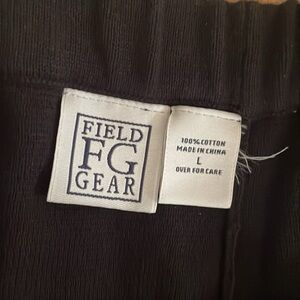 FIELD
FG
GEAR
100% COTTON
MADE IN CHINA
L
OVER FOR CARE